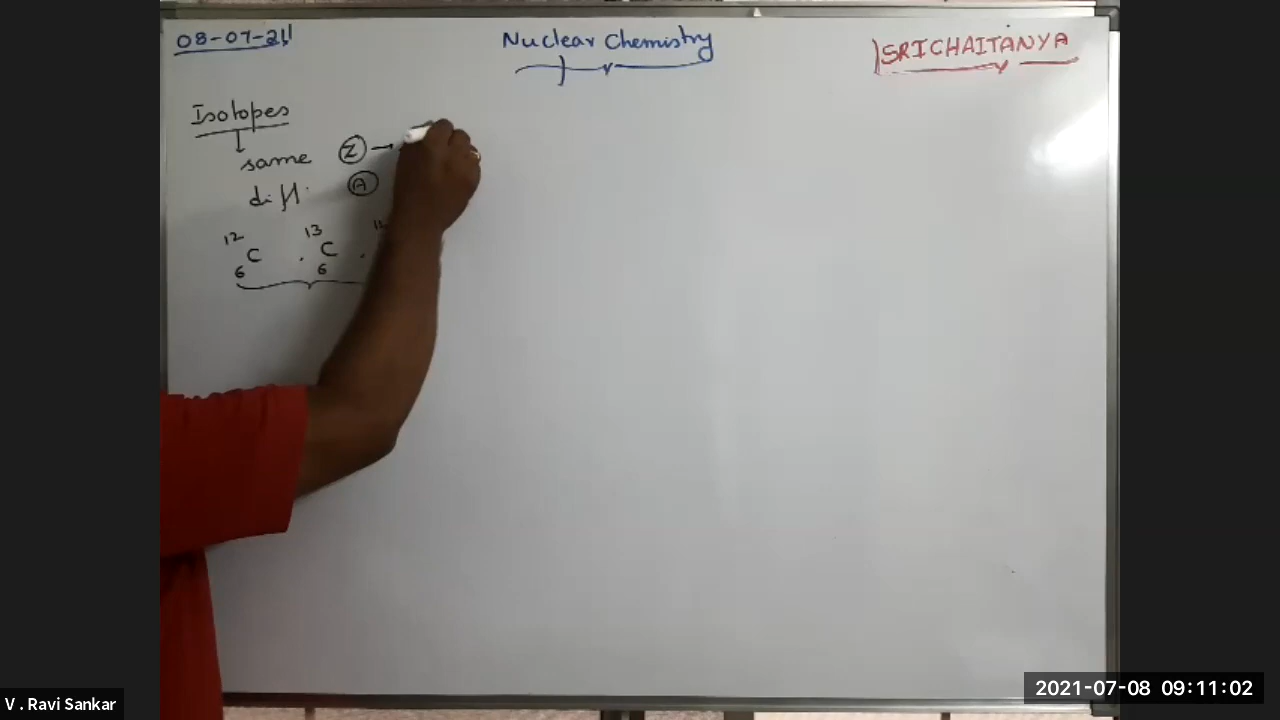 08-07-21
Nuclear Chemistry
SRICHAITANYA
Isotopes
same Z →
diff. A
12 13
C . C .
6 6
V . Ravi Sankar
2021-07-08 09:11:02